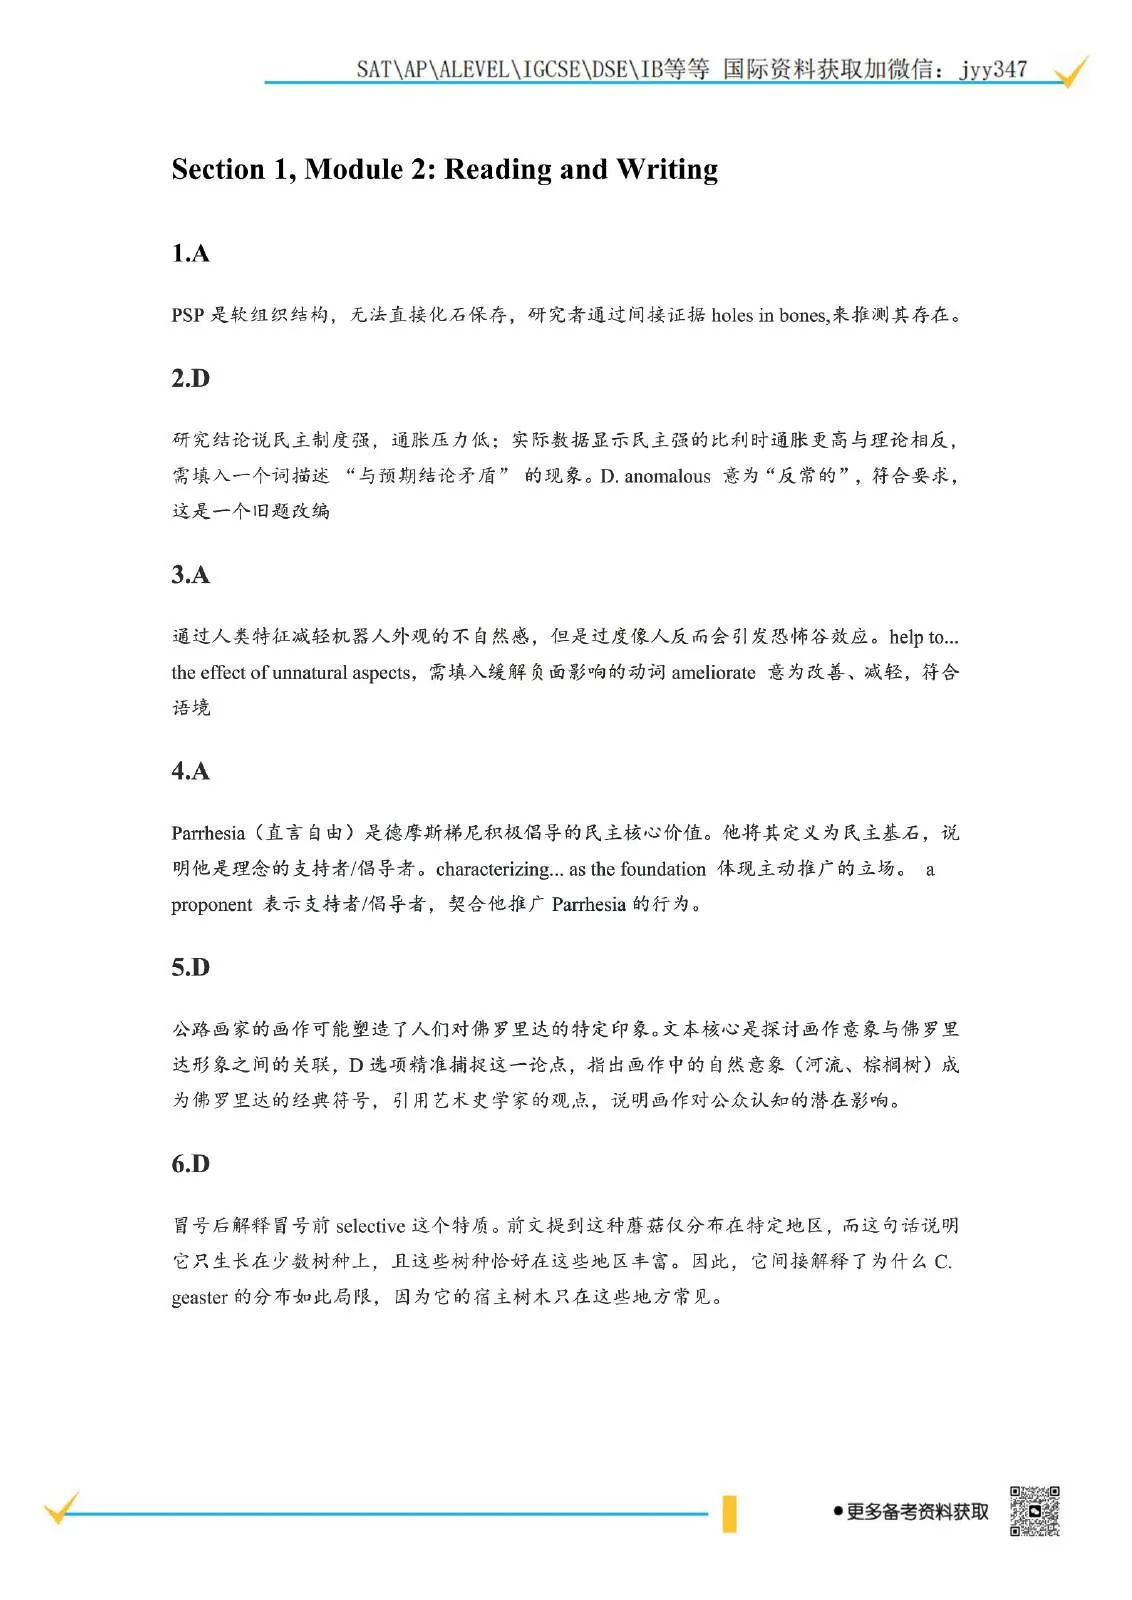 SAT\AP\ALEVEL\IGCSE\DSE\IB等等 国际资料获取加微信：jyy347
Section 1, Module 2: Reading and Writing
1.A
PSP 是软组织结构，无法直接化石保存，研究者通过间接证据 holes in bones,来推测其存在。
2.D
研究结论说民主制度强，通胀压力低；实际数据显示民主强的比利时通胀更高与理论相反，
需填入一个词描述 “与预期结论矛盾” 的现象。D. anomalous 意为“反常的”，符合要求，
这是一个旧题改编
3.A
通过人类特征减轻机器人外观的不自然感，但是过度像人反而会引发恐怖谷效应。help to...
the effect of unnatural aspects，需填入缓解负面影响的动词 ameliorate 意为改善、减轻，符合
语境
4.A
Parrhesia（直言自由）是德摩斯梯尼积极倡导的民主核心价值。他将其定义为民主基石，说
明他是理念的支持者/倡导者。characterizing... as the foundation 体现主动推广的立场。 a
proponent 表示支持者/倡导者，契合他推广 Parrhesia 的行为。
5.D
公路画家的画作可能塑造了人们对佛罗里达的特定印象。文本核心是探讨画作意象与佛罗里
达形象之间的关联，D 选项精准捕捉这一论点，指出画作中的自然意象（河流、棕榈树）成
为佛罗里达的经典符号，引用艺术史学家的观点，说明画作对公众认知的潜在影响。
6.D
冒号后解释冒号前 selective 这个特质。前文提到这种蘑菇仅分布在特定地区，而这句话说明
它只生长在少数树种上，且这些树种恰好在这些地区丰富。因此，它间接解释了为什么 C.
geaster 的分布如此局限，因为它的宿主树木只在这些地方常见。
●更多备考资料获取